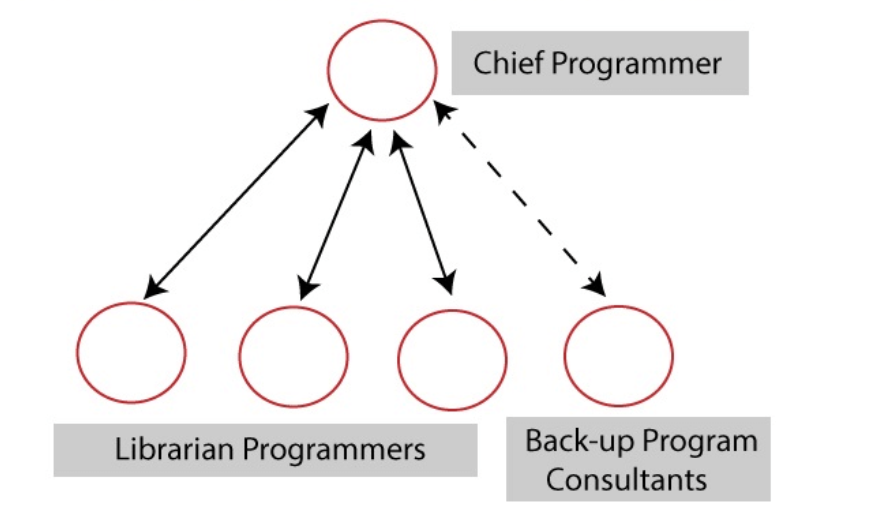 Chief Programmer
Librarian Programmers
Back-up Program
Consultants